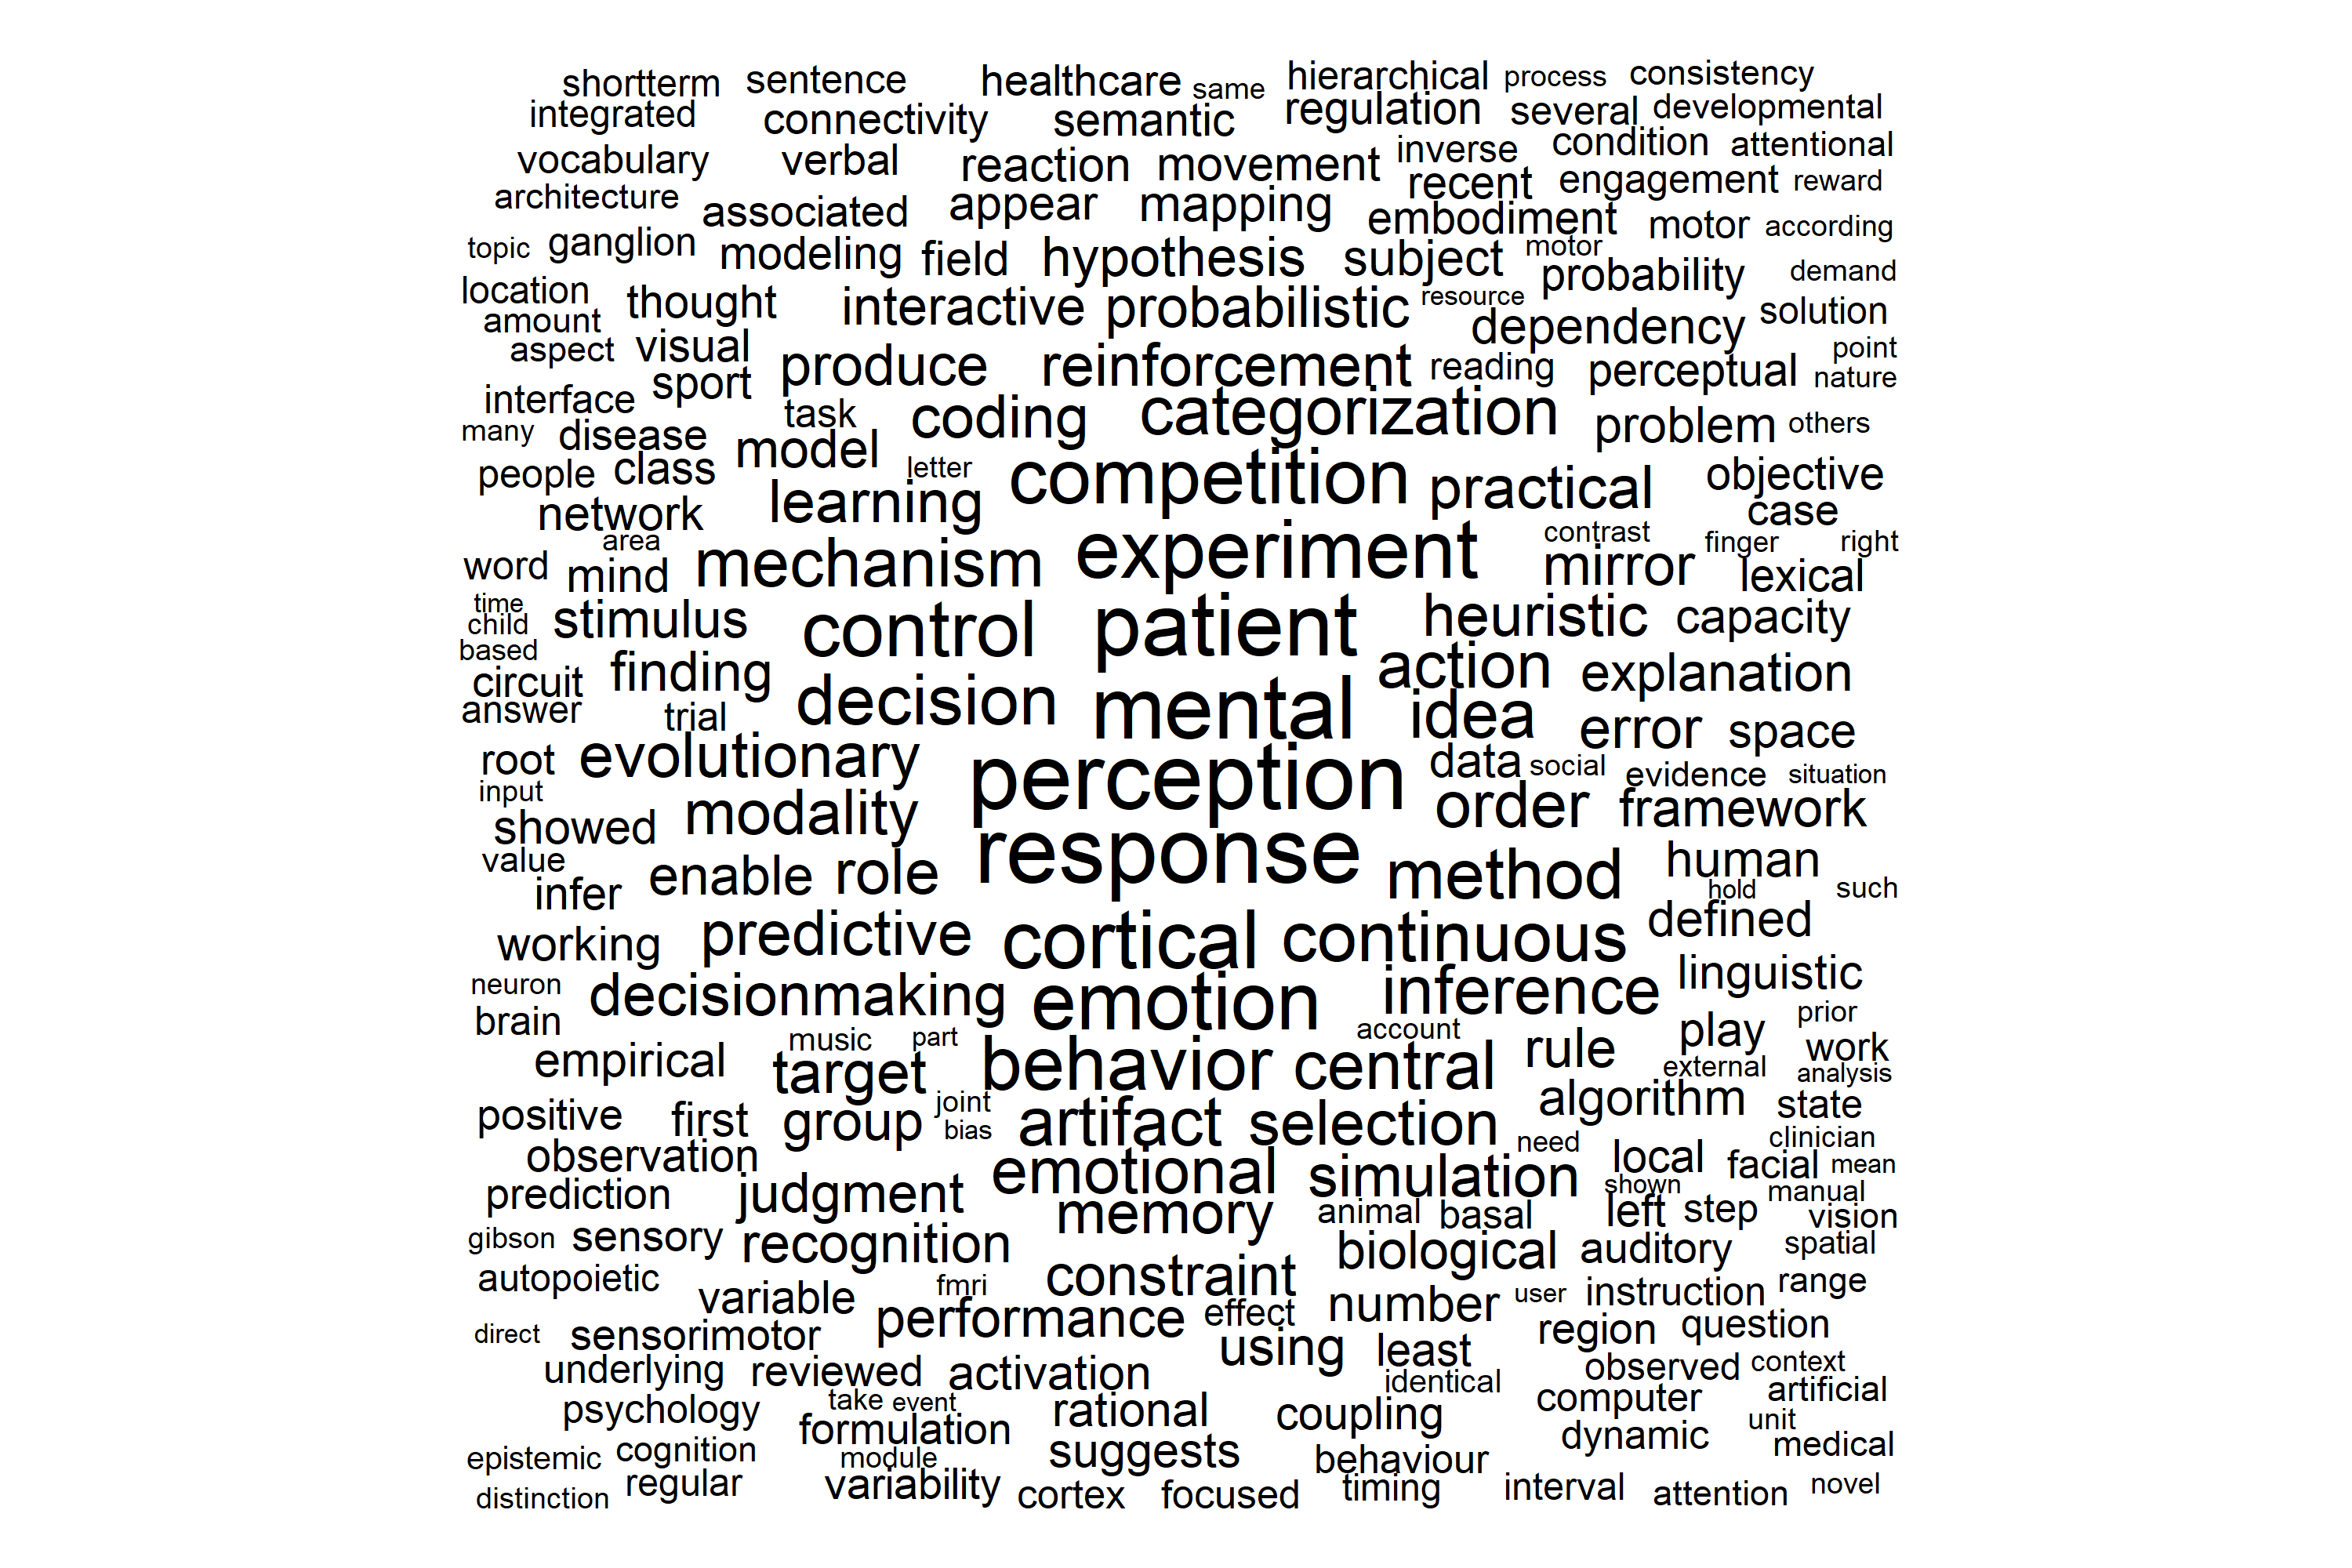 shortterm sentence healthcare same hierarchical process consistency
integrated connectivity semantic regulation several developmental
vocabulary verbal reaction movement inverse condition attentional
architecture associated appear mapping recent engagement reward
topic ganglion modeling field hypothesis subject embodiment motor motor according
location thought interactive probabilistic resource probability demand
amount aspect visual produce reinforcement reading dependency solution
interface sport task coding categorization perceptual point nature
many disease model letter competition problem others
people class learning practical objective
network area mechanism experiment contrast mirror case finger right
word mind lexical
time child stimulus control patient heuristic capacity
based circuit finding decision mental action explanation
answer trial idea error space
root evolutionary perception data social evidence situation
input showed modality order framework
value infer enable role response method human hold such
working predictive cortical continuous defined
neuron decisionmaking emotion inference linguistic
brain music part account play prior
empirical target behavior central rule external work analysis
positive first group joint bias artifact selection algorithm state
observation emotional simulation need local clinician facial mean
prediction judgment memory animal basal shown left step manual vision
gibson sensory recognition biological auditory spatial
autopoietic variable fmri constraint number user instruction range
direct sensorimotor performance effect using least region question
underlying reviewed activation identical observed context
psychology take event rational coupling computer artificial
formulation suggests dynamic unit medical
epistemic cognition module behaviour
distinction regular variability cortex focused timing interval attention novel